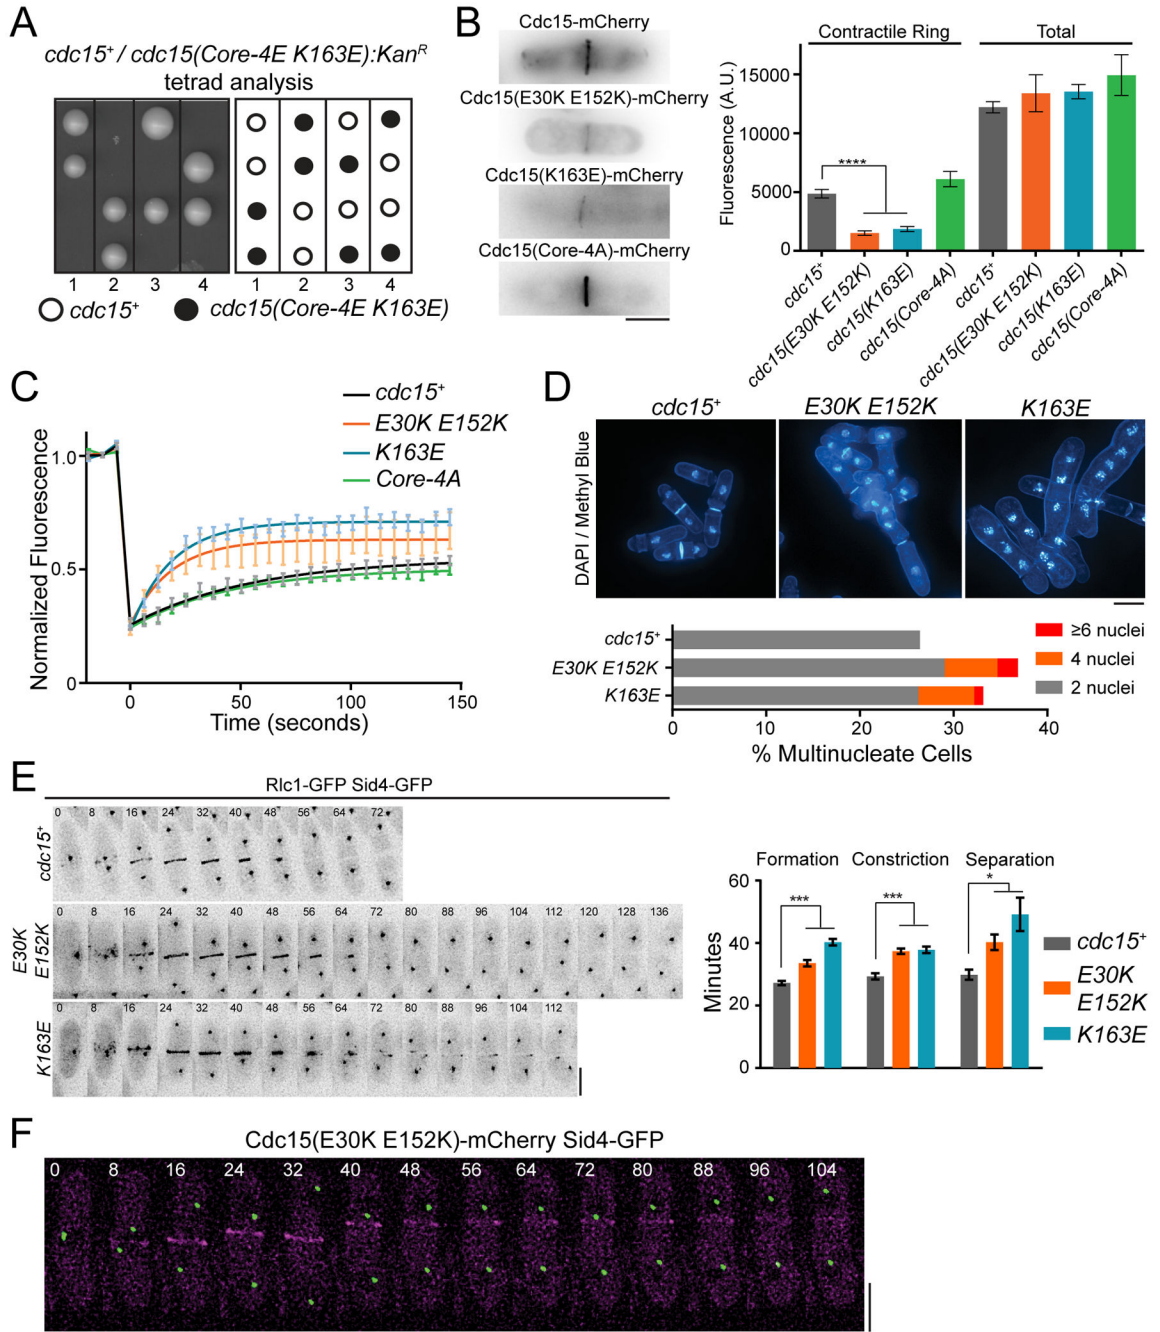 A
cdc15+ / cdc15(Core-4E K163E):KanR
tetrad analysis
1 2 3 4 1 2 3 4
cdc15+ cdc15(Core-4E K163E)
B
Cdc15-mCherry
Cdc15(E30K E152K)-mCherry
Cdc15(K163E)-mCherry
Cdc15(Core-4A)-mCherry
Contractile Ring Total
Fluorescence (A.U.)
15000
10000
5000
0
****
cdc15+
cdc15(E30K E152K)
cdc15(K163E)
cdc15(Core-4A)
cdc15+
cdc15(E30K E152K)
cdc15(K163E)
cdc15(Core-4A)
C
cdc15+
E30K E152K
K163E
Core-4A
Normalized Fluorescence
1.0
0.5
0
0 50 100 150
Time (seconds)
D
cdc15+ E30K E152K K163E
DAPI / Methyl Blue
cdc15+
E30K E152K
K163E
≥6 nuclei
4 nuclei
2 nuclei
0 10 20 30 40
% Multinucleate Cells
E
Rlc1-GFP Sid4-GFP
cdc15+
0 8 16 24 32 40 48 56 64 72
E30K
E152K
0 8 16 24 32 40 48 56 64 72 80 88 96 104 112 120 128 136
K163E
0 8 16 24 32 40 48 56 64 72 80 88 96 104 112
Formation Constriction Separation
*** *** *
Minutes
60
40
20
0
cdc15+
E30K
E152K
K163E
F
Cdc15(E30K E152K)-mCherry Sid4-GFP
0 8 16 24 32 40 48 56 64 72 80 88 96 104